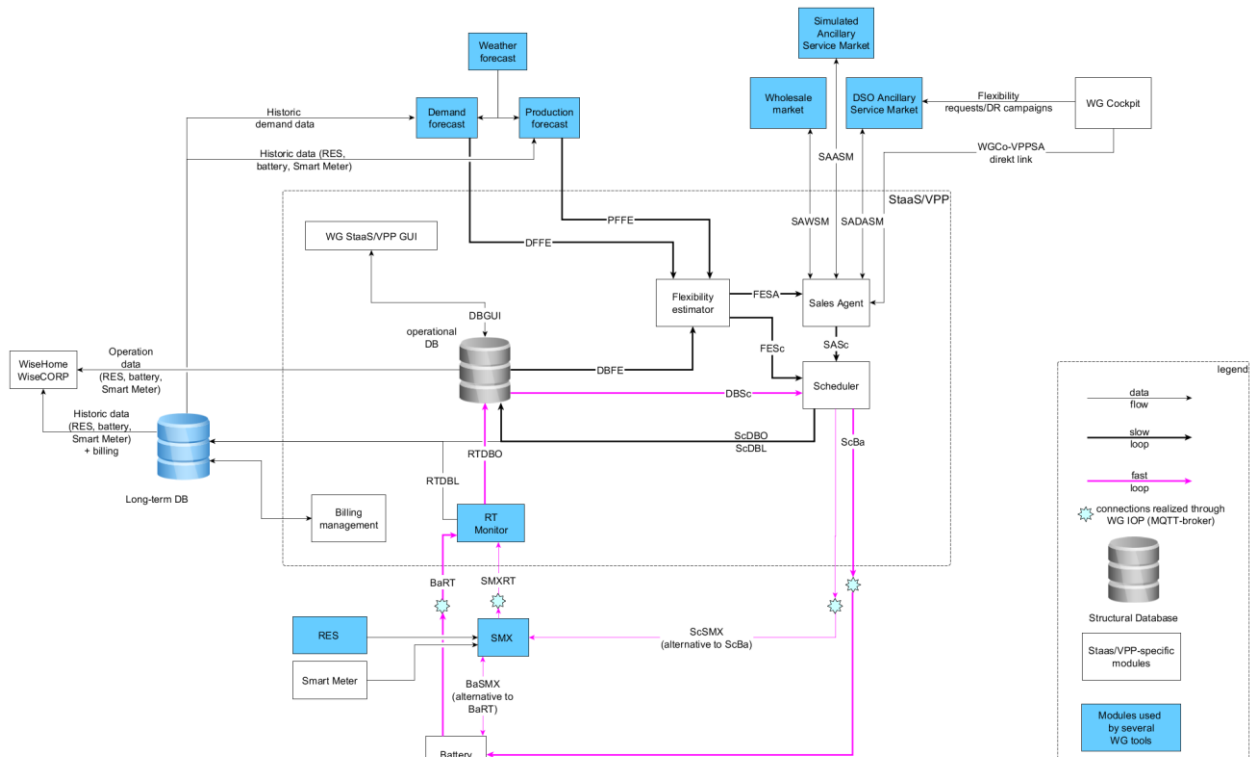 Simulated
Ancillary
Service Market
Weather
forecast
Wholesale
market
DSO Ancillary
Service Market
Flexibility
requests/DR campaigns
WG Cockpit
Historic
demand data
Demand
forecast
Production
forecast
Historic data (RES,
battery, Smart Meter)
SAASM
WGCo-VPPSA
direkt link
StaaS/VPP
PFFE
SAWSM
SADASM
WG StaaS/VPP GUI
DFFE
Flexibility
estimator
FESA
Sales Agent
DBGUI
operational
DB
FESc
SASc
WiseHome
WiseCORP
Operation
data
(RES, battery,
Smart Meter)
DBFE
Scheduler
DBSc
Historic data
(RES, battery,
Smart Meter)
+ billing
ScDBO
ScDBL
ScBa
RTDBO
RTDBL
Long-term DB
Billing
management
RT
Monitor
BaRT
SMXRT
RES
SMX
ScSMX
(alternative to ScBa)
Smart Meter
BaSMX
(alternative to
BaRT)
Battery
legend
data
flow
slow
loop
fast
loop
connections realized through
WG IOP (MQTT-broker)
Structural Database
Staas/VPP-specific
modules
Modules used
by several
WG tools